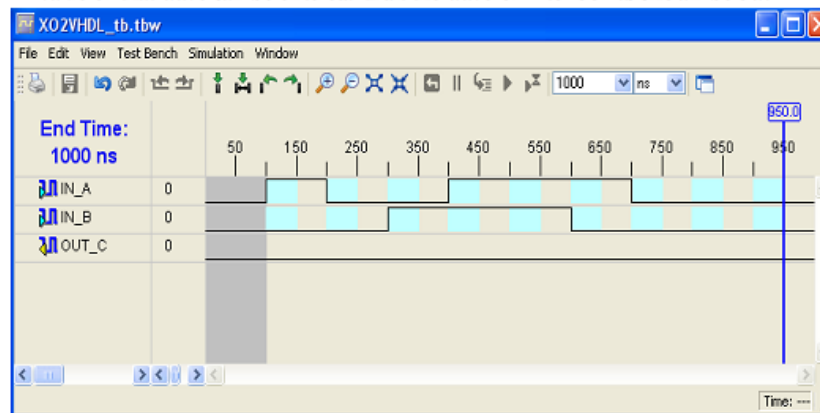 XO2VHDL_tb.tbw
File Edit View Test Bench Simulation Window
1000 ns
950.0
End Time:
1000 ns
50 150 250 350 450 550 650 750 850 950
IN_A 0
IN_B 0
OUT_C 0
Time: ---